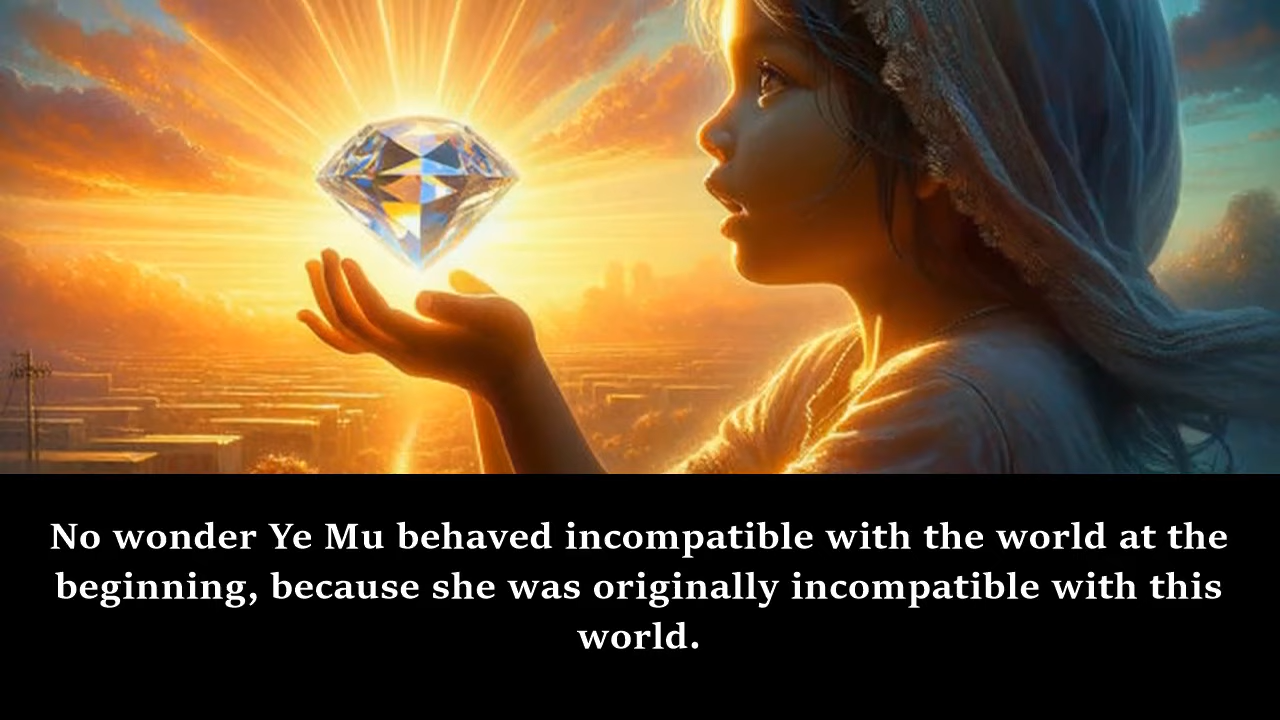 No wonder Ye Mu behaved incompatible with the world at the
beginning, because she was originally incompatible with this
world.